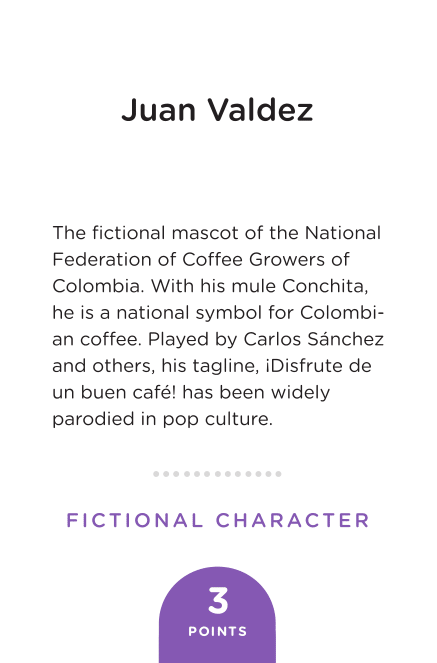 Juan Valdez
The fictional mascot of the National
Federation of Coffee Growers of
Colombia. With his mule Conchita,
he is a national symbol for Colombi-
an coffee. Played by Carlos Sánchez
and others, his tagline, ¡Disfrute de
un buen café! has been widely
parodied in pop culture.
FICTIONAL CHARACTER
3
POINTS